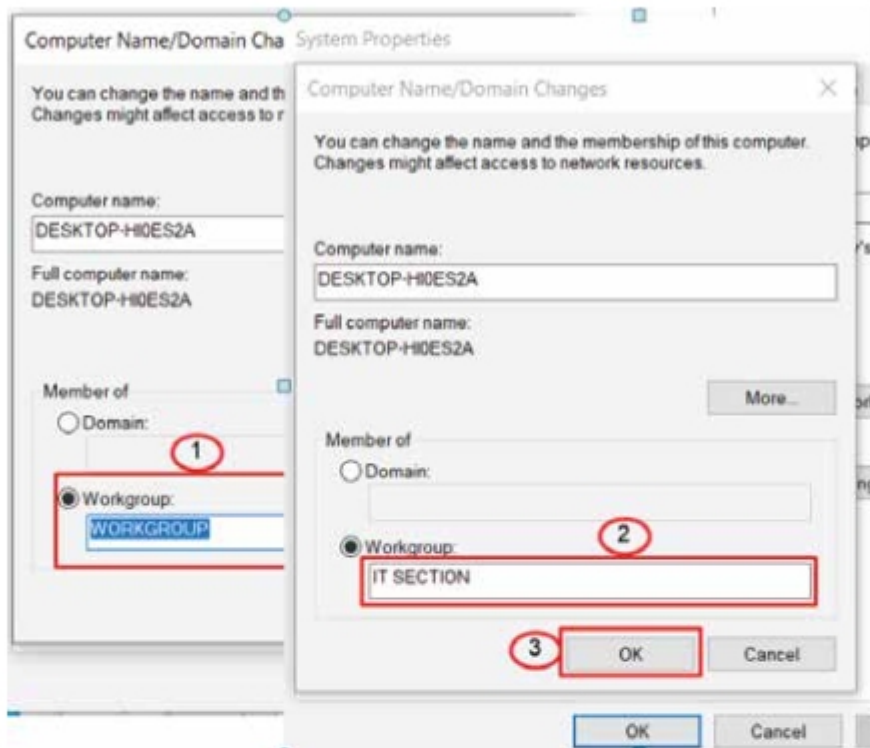 Computer Name/Domain Cha
You can change the name and th
Changes might affect access to r
Computer name:
DESKTOP-HI0ES2A
Full computer name:
DESKTOP-HI0ES2A
Member of
Domain:
1
Workgroup:
WORKGROUP
System Properties
Computer Name/Domain Changes
You can change the name and the membership of this computer.
Changes might affect access to network resources.
Computer name:
DESKTOP-HI0ES2A
Full computer name:
DESKTOP-HI0ES2A
More...
Member of
Domain:
Workgroup:
2
IT SECTION
3
OK
Cancel
OK
Cancel